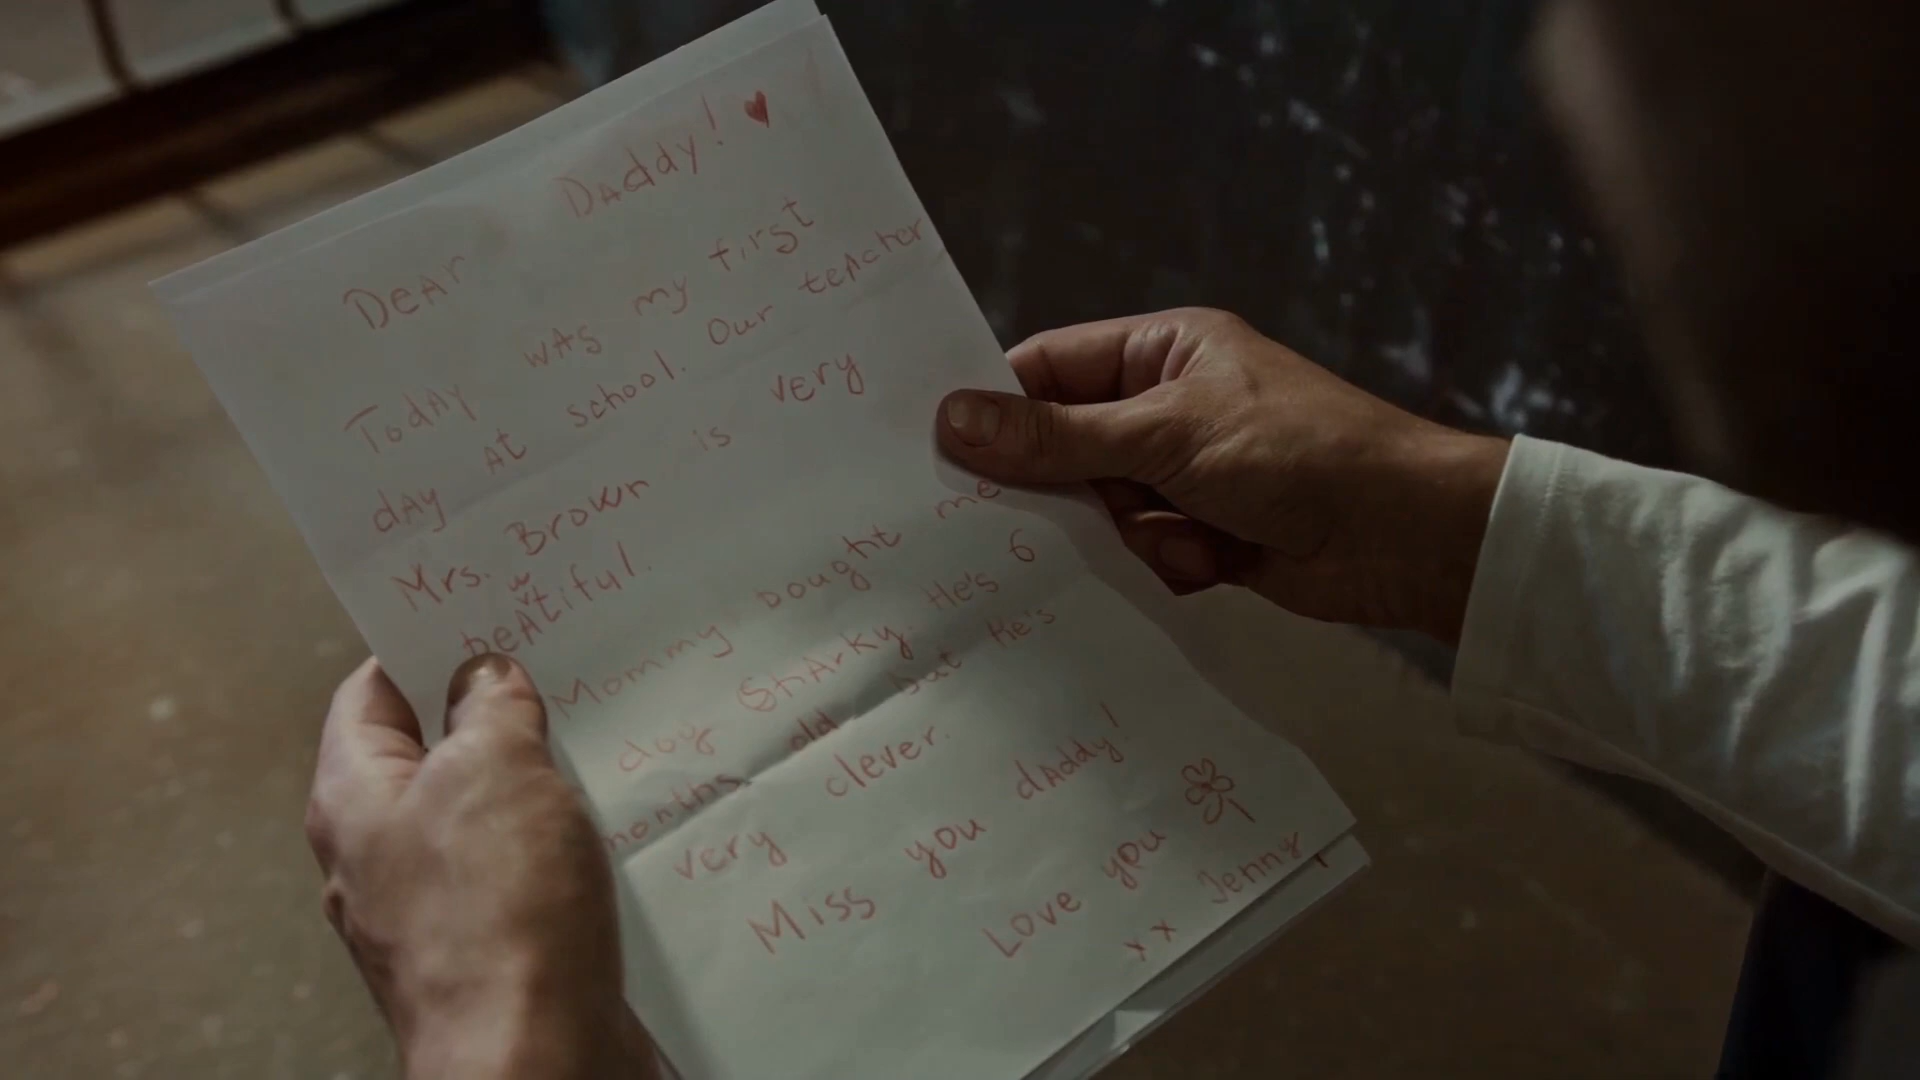 Dear Daddy! ♥
Today was my first
day at school. Our teacher
Mrs. Brown is very
beautiful.
Mommy bought me
dog Sharky. He's 6
months old but He's
very clever.
Miss you daddy!
Love you
xx Jenny